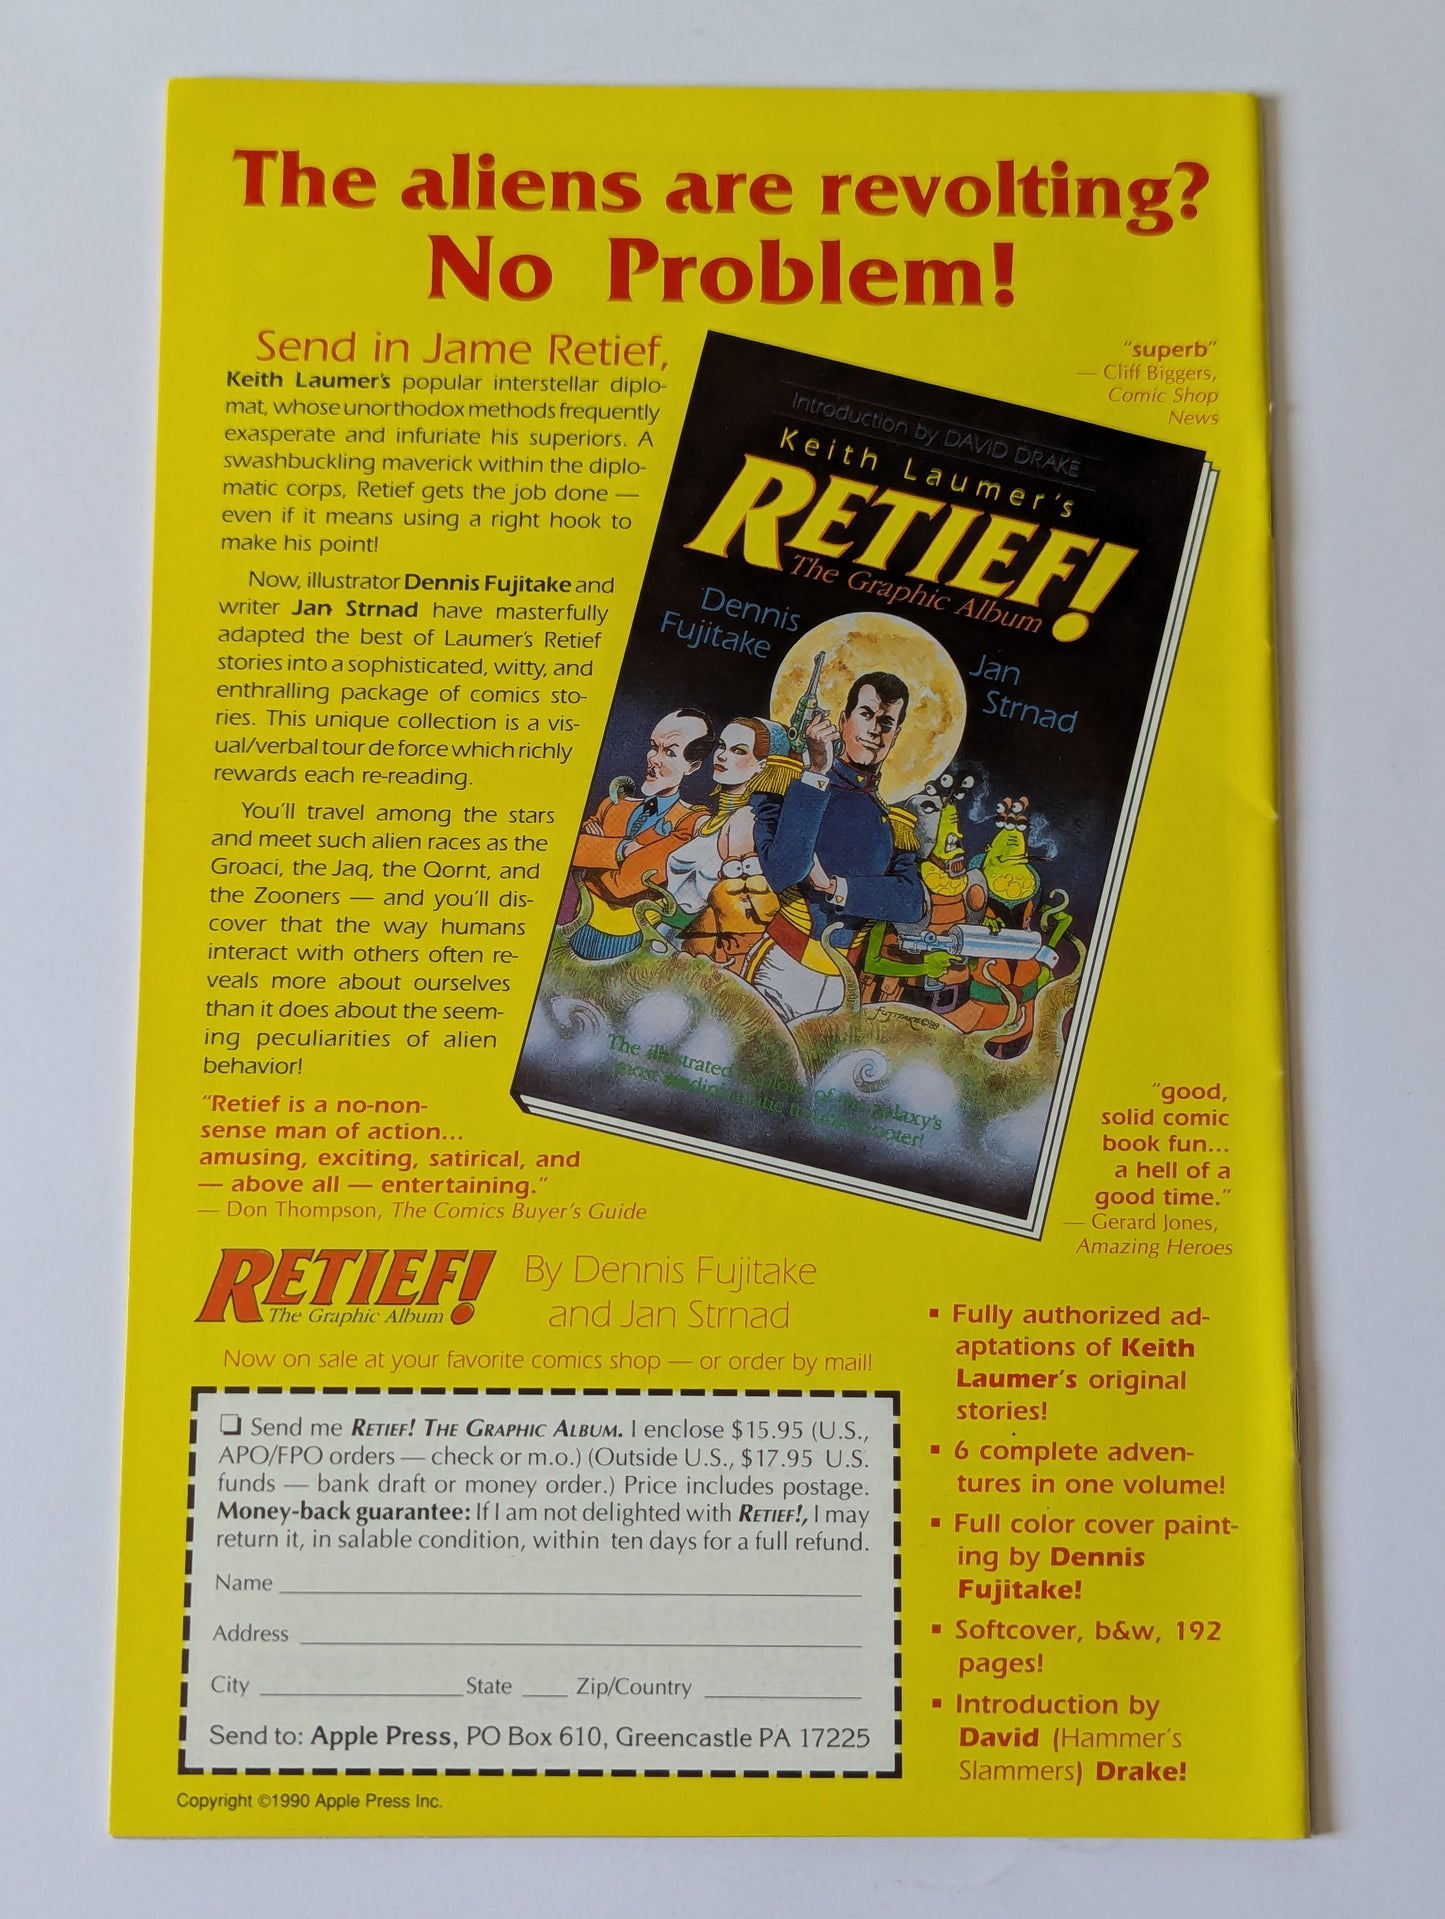 The aliens are revolting?
No Problem!
Send in Jame Retief,
Keith Laumer's popular interstellar diplo-
mat, whose unorthodox methods frequently
exasperate and infuriate his superiors. A
swashbuckling maverick within the diplo-
matic corps, Retief gets the job done —
even if it means using a right hook to
make his point!
Now, illustrator Dennis Fujitake and
writer Jan Strnad have masterfully
adapted the best of Laumer's Retief
stories into a sophisticated, witty, and
enthralling package of comics sto-
ries. This unique collection is a vis-
ual/verbal tour de force which richly
rewards each re-reading.
You'll travel among the stars
and meet such alien races as the
Groaci, the Jaq, the Qornt, and
the Zooners — and you'll dis-
cover that the way humans
interact with others often re-
veals more about ourselves
than it does about the seem-
ing peculiarities of alien
behavior!
"Retief is a no-non-
sense man of action...
amusing, exciting, satirical, and
— above all — entertaining."
— Don Thompson, The Comics Buyer's Guide
"superb"
— Cliff Biggers,
Comic Shop
News
Introduction by DAVID DRAKE
Keith Laumer's
RETIEF!
The Graphic Album
Dennis
Fujitake
Jan
Strnad
The illustrated exploits of the galaxy's
most undiplomatic troubleshooter!
"good,
solid comic
book fun...
a hell of a
good time."
— Gerard Jones,
Amazing Heroes
RETIEF!
The Graphic Album
By Dennis Fujitake
and Jan Strnad
Now on sale at your favorite comics shop — or order by mail!
❏ Send me RETIEF! THE GRAPHIC ALBUM. I enclose $15.95 (U.S.,
APO/FPO orders — check or m.o.) (Outside U.S., $17.95 U.S.
funds — bank draft or money order.) Price includes postage.
Money-back guarantee: If I am not delighted with RETIEF!, I may
return it, in salable condition, within ten days for a full refund.
Name
Address
City State Zip/Country
Send to: Apple Press, PO Box 610, Greencastle PA 17225
▪ Fully authorized ad-
aptations of Keith
Laumer's original
stories!
▪ 6 complete adven-
tures in one volume!
▪ Full color cover paint-
ing by Dennis
Fujitake!
▪ Softcover, b&w, 192
pages!
▪ Introduction by
David (Hammer's
Slammers) Drake!
Copyright ©1990 Apple Press Inc.